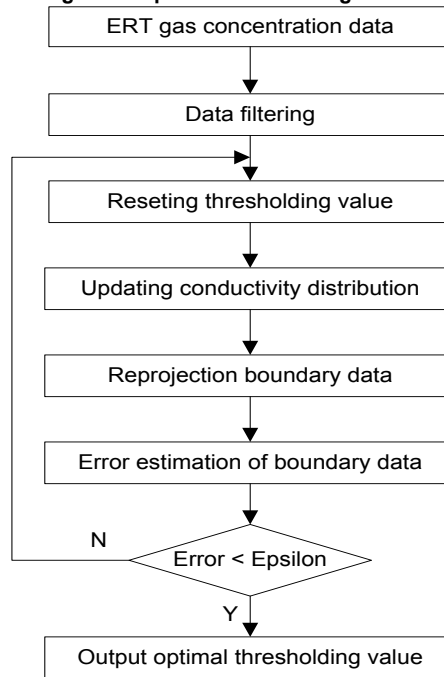 ERT gas concentration data
Data filtering
Reseting thresholding value
Updating conductivity distribution
Reprojection boundary data
Error estimation of boundary data
N
Error < Epsilon
Y
Output optimal thresholding value